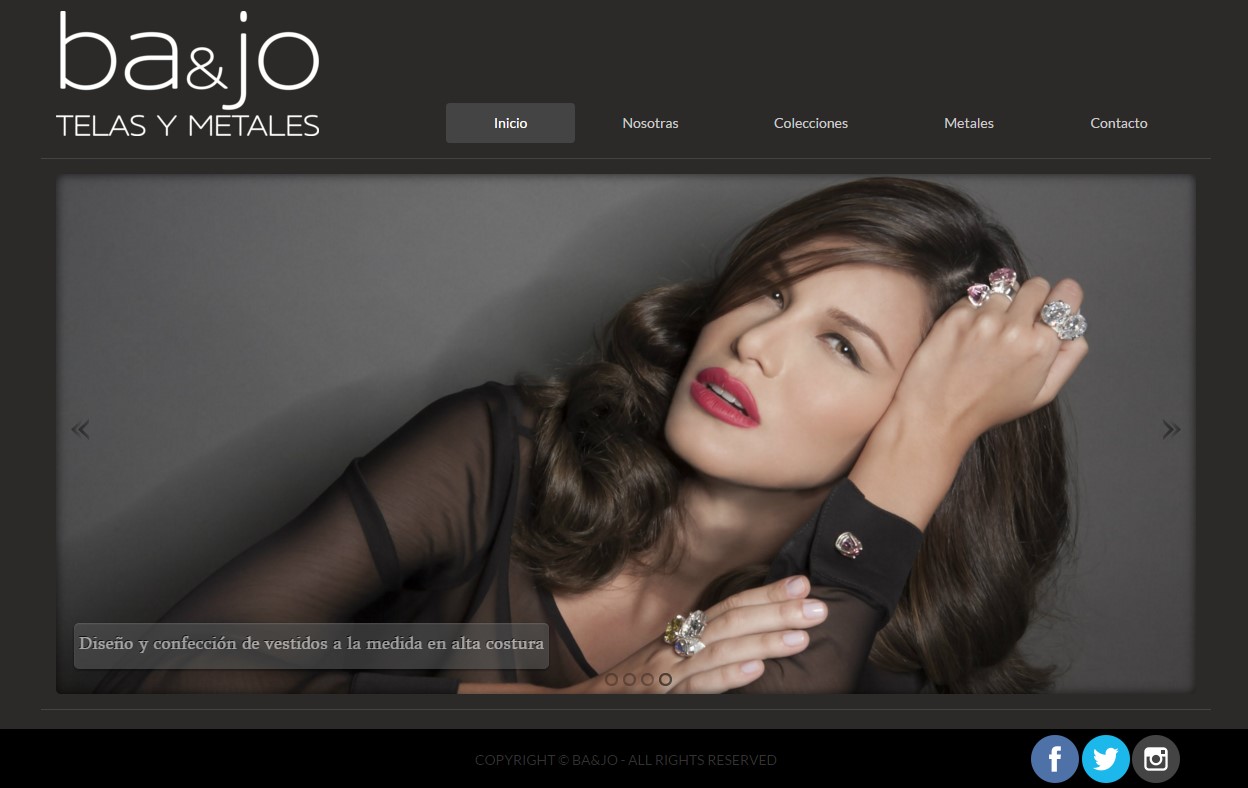 ba&jo
TELAS Y METALES
Inicio
Nosotras
Colecciones
Metales
Contacto
«
»
Diseño y confección de vestidos a la medida en alta costura
COPYRIGHT © BA&JO - ALL RIGHTS RESERVED